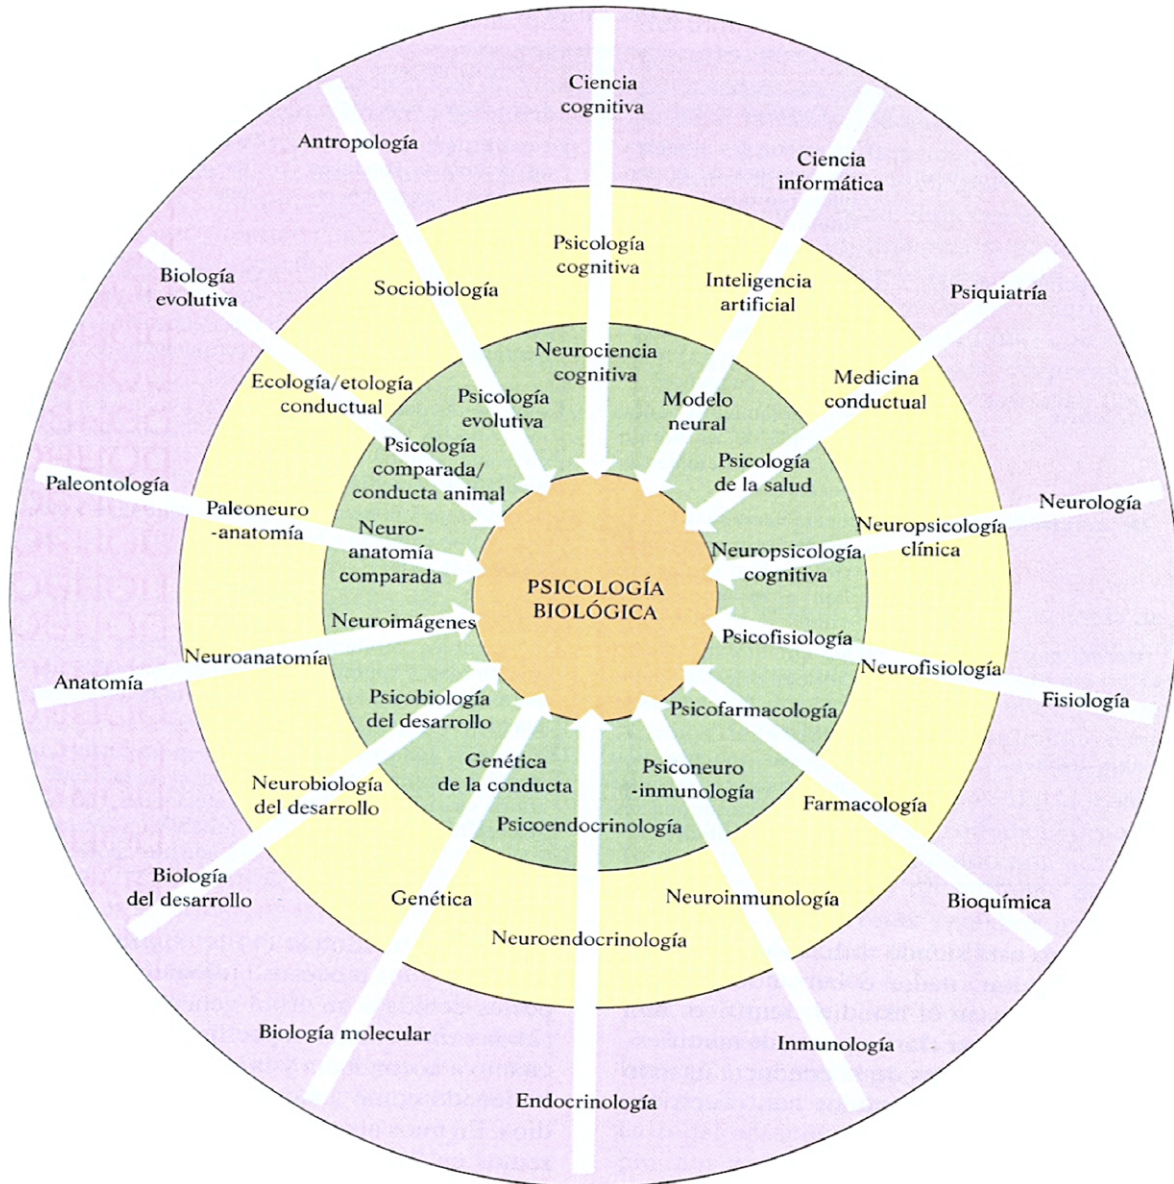 Ciencia
cognitiva
Antropología
Ciencia
informática
Psicología
cognitiva
Biología
evolutiva
Sociobiología
Inteligencia
artificial
Psiquiatría
Neurociencia
cognitiva
Ecología/etología
conductual
Psicología
evolutiva
Modelo
neural
Medicina
conductual
Psicología
comparada/
conducta animal
Psicología
de la salud
Paleontología
Paleoneuro
-anatomía
Neuro-
anatomía
comparada
Neuropsicología
cognitiva
Neuropsicología
clínica
Neurología
PSICOLOGÍA
BIOLÓGICA
Neuroimágenes
Psicofisiología
Neuroanatomía
Neurofisiología
Anatomía
Fisiología
Psicobiología
del desarrollo
Psicofarmacología
Genética
de la conducta
Psiconeuro
-inmunología
Neurobiología
del desarrollo
Farmacología
Psicoendocrinología
Biología
del desarrollo
Genética
Neuroinmunología
Bioquímica
Neuroendocrinología
Biología molecular
Inmunología
Endocrinología